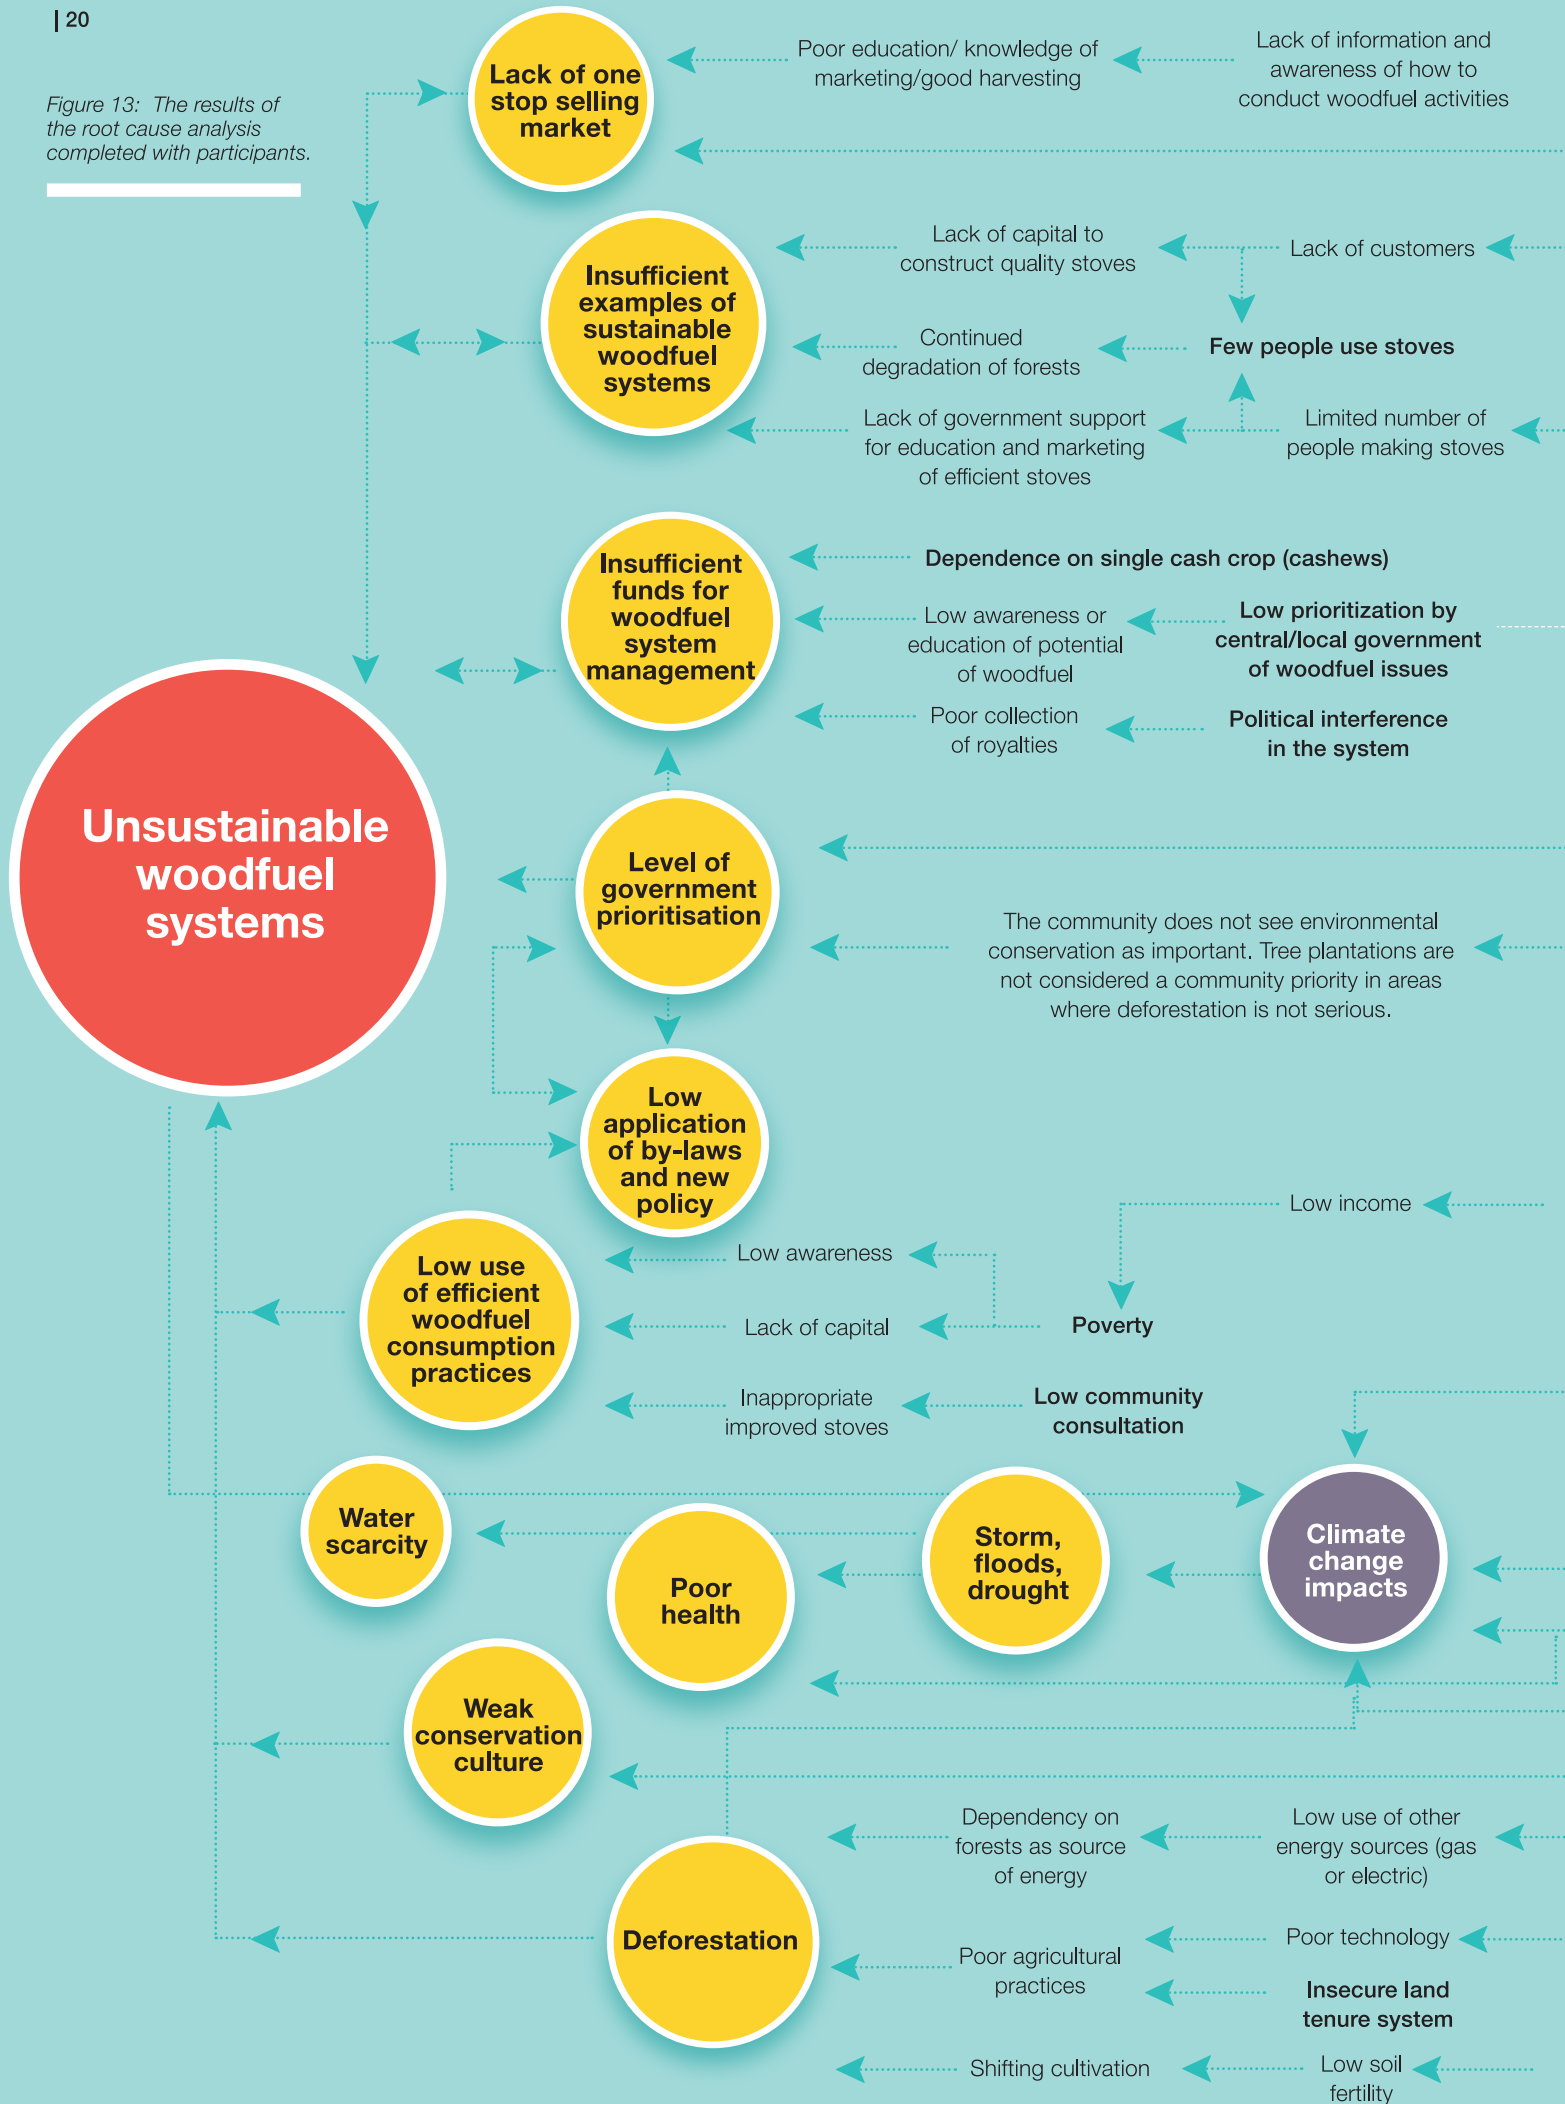 | 20
Figure 13: The results of
the root cause analysis
completed with participants.
Lack of one
stop selling
market
Poor education/ knowledge of
marketing/good harvesting
Lack of information and
awareness of how to
conduct woodfuel activities
Insufficient
examples of
sustainable
woodfuel
systems
Lack of capital to
construct quality stoves
Lack of customers
Continued
degradation of forests
Few people use stoves
Lack of government support
for education and marketing
of efficient stoves
Limited number of
people making stoves
Insufficient
funds for
woodfuel
system
management
Dependence on single cash crop (cashews)
Low awareness or
education of potential
of woodfuel
Low prioritization by
central/local government
of woodfuel issues
Poor collection
of royalties
Political interference
in the system
Unsustainable
woodfuel
systems
Level of
government
prioritisation
The community does not see environmental
conservation as important. Tree plantations are
not considered a community priority in areas
where deforestation is not serious.
Low
application
of by-laws
and new
policy
Low income
Low use
of efficient
woodfuel
consumption
practices
Low awareness
Lack of capital
Poverty
Inappropriate
improved stoves
Low community
consultation
Water
scarcity
Poor
health
Storm,
floods,
drought
Climate
change
impacts
Weak
conservation
culture
Deforestation
Dependency on
forests as source
of energy
Low use of other
energy sources (gas
or electric)
Poor agricultural
practices
Poor technology
Insecure land
tenure system
Shifting cultivation
Low soil
fertility